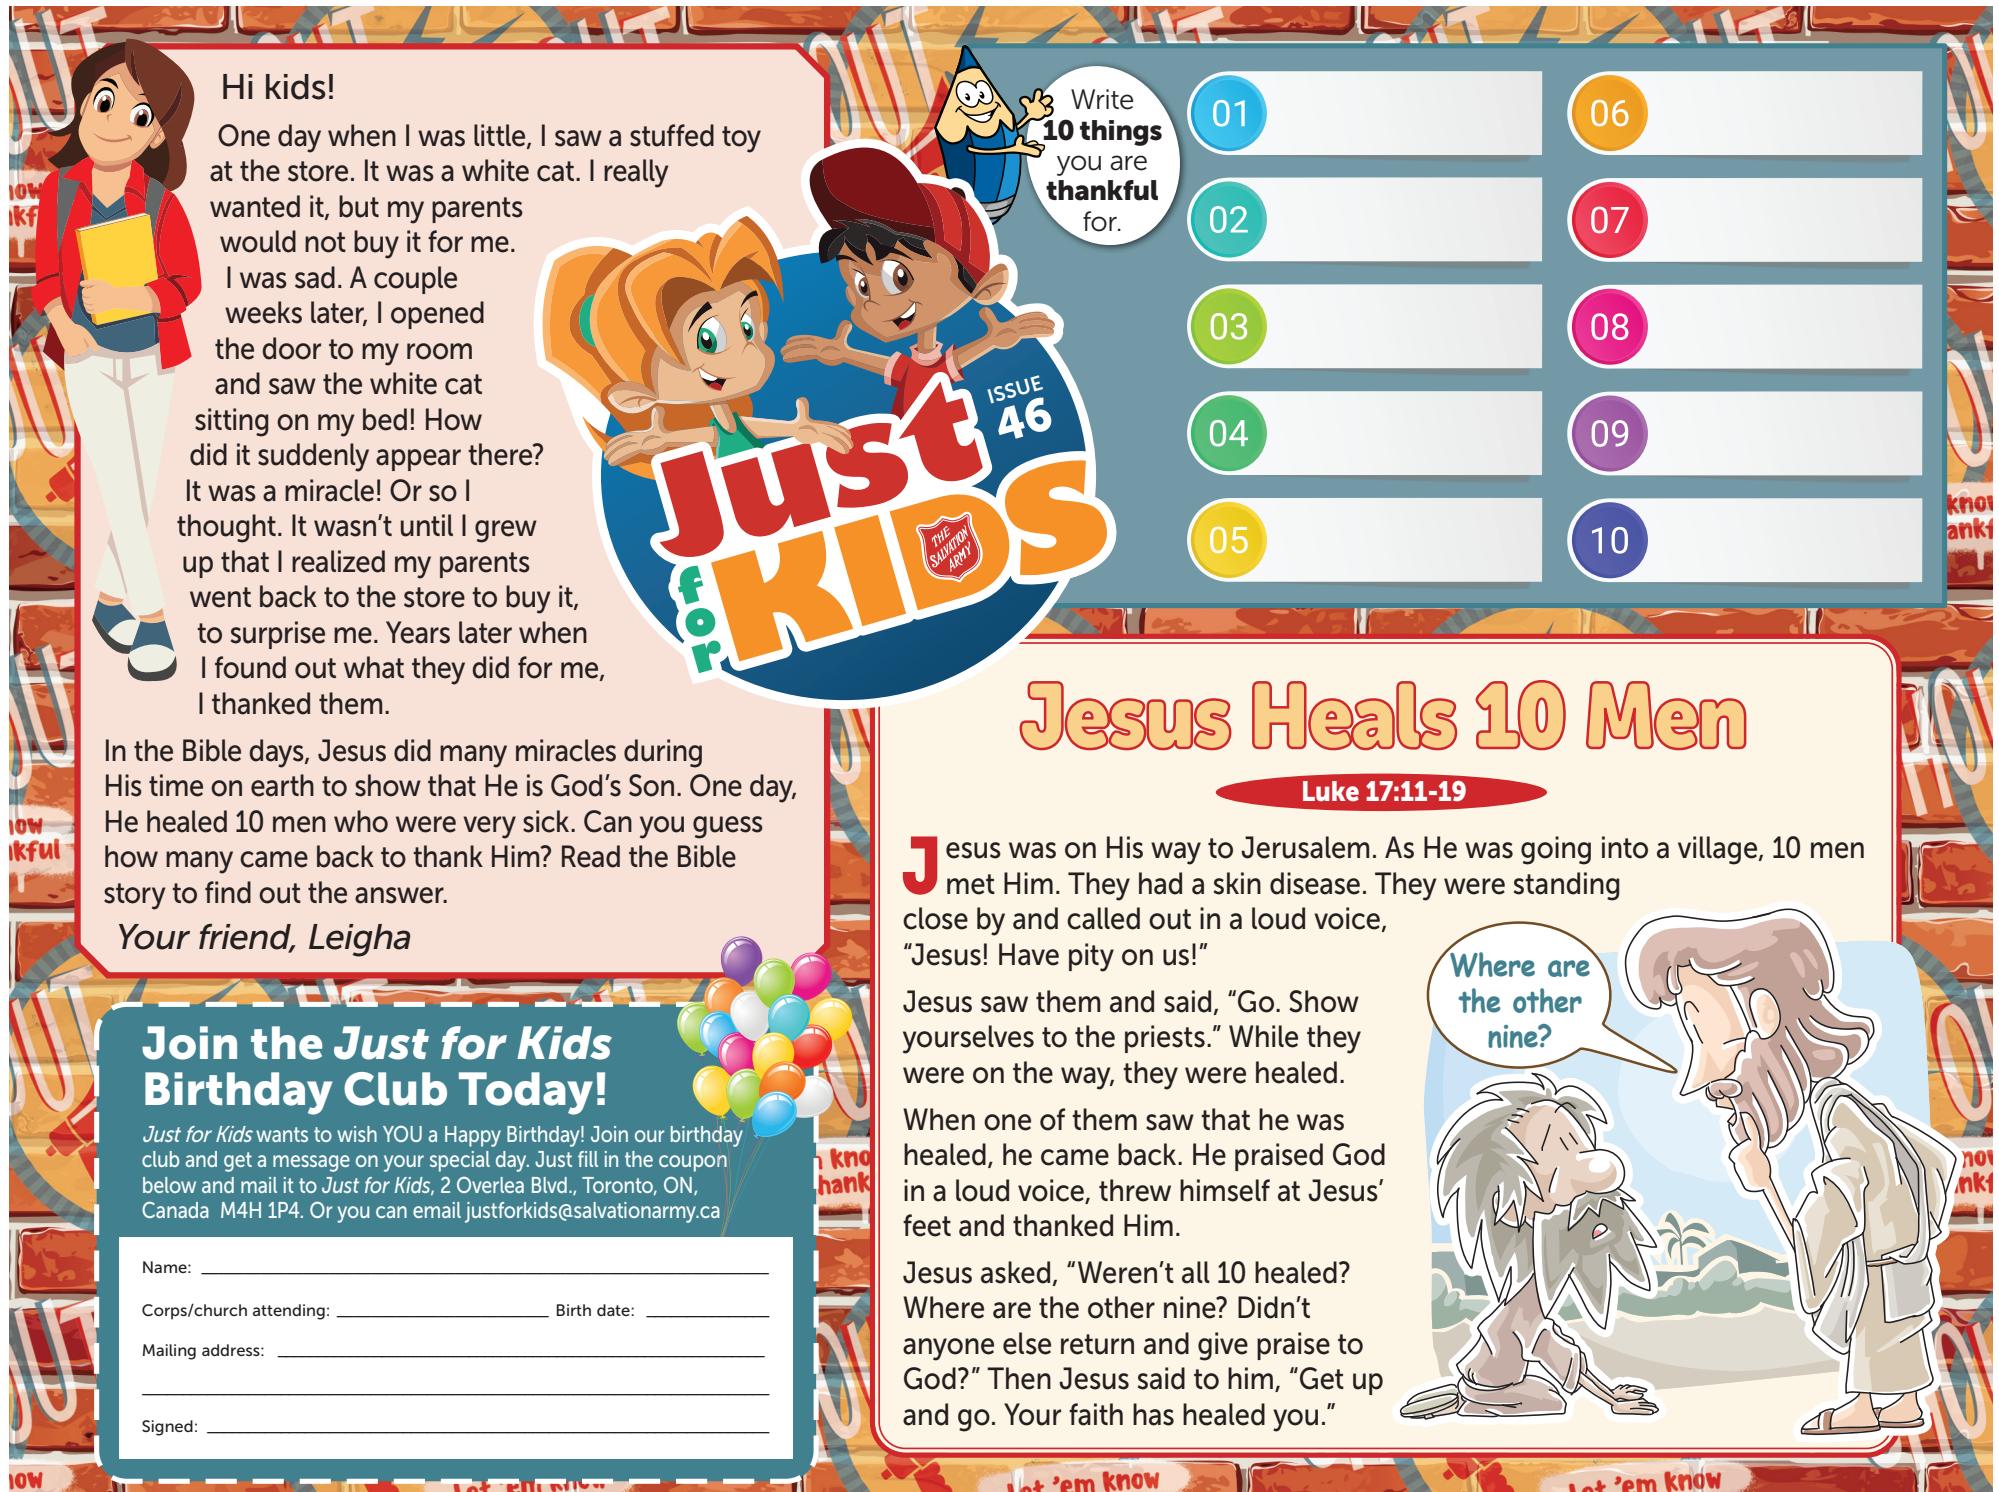 Hi kids!
One day when I was little, I saw a stuffed toy
at the store. It was a white cat. I really
wanted it, but my parents
would not buy it for me.
I was sad. A couple
weeks later, I opened
the door to my room
and saw the white cat
sitting on my bed! How
did it suddenly appear there?
It was a miracle! Or so I
thought. It wasn't until I grew
up that I realized my parents
went back to the store to buy it,
to surprise me. Years later when
I found out what they did for me,
I thanked them.
In the Bible days, Jesus did many miracles during
His time on earth to show that He is God's Son. One day,
He healed 10 men who were very sick. Can you guess
how many came back to thank Him? Read the Bible
story to find out the answer.
Your friend, Leigha
Just
for
KIDS
ISSUE
46
THE
SALVATION
ARMY
Write
10 things
you are
thankful
for.
01
02
03
04
05
06
07
08
09
10
Join the Just for Kids
Birthday Club Today!
Just for Kids wants to wish YOU a Happy Birthday! Join our birthday
club and get a message on your special day. Just fill in the coupon
below and mail it to Just for Kids, 2 Overlea Blvd., Toronto, ON,
Canada M4H 1P4. Or you can email justforkids@salvationarmy.ca
Name:
Corps/church attending: Birth date:
Mailing address:
Signed:
Jesus Heals 10 Men
Luke 17:11-19
Jesus was on His way to Jerusalem. As He was going into a village, 10 men
met Him. They had a skin disease. They were standing
close by and called out in a loud voice,
"Jesus! Have pity on us!"
Jesus saw them and said, "Go. Show
yourselves to the priests." While they
were on the way, they were healed.
When one of them saw that he was
healed, he came back. He praised God
in a loud voice, threw himself at Jesus'
feet and thanked Him.
Jesus asked, "Weren't all 10 healed?
Where are the other nine? Didn't
anyone else return and give praise to
God?" Then Jesus said to him, "Get up
and go. Your faith has healed you."
Where are
the other
nine?
Let 'em know
Let 'em know